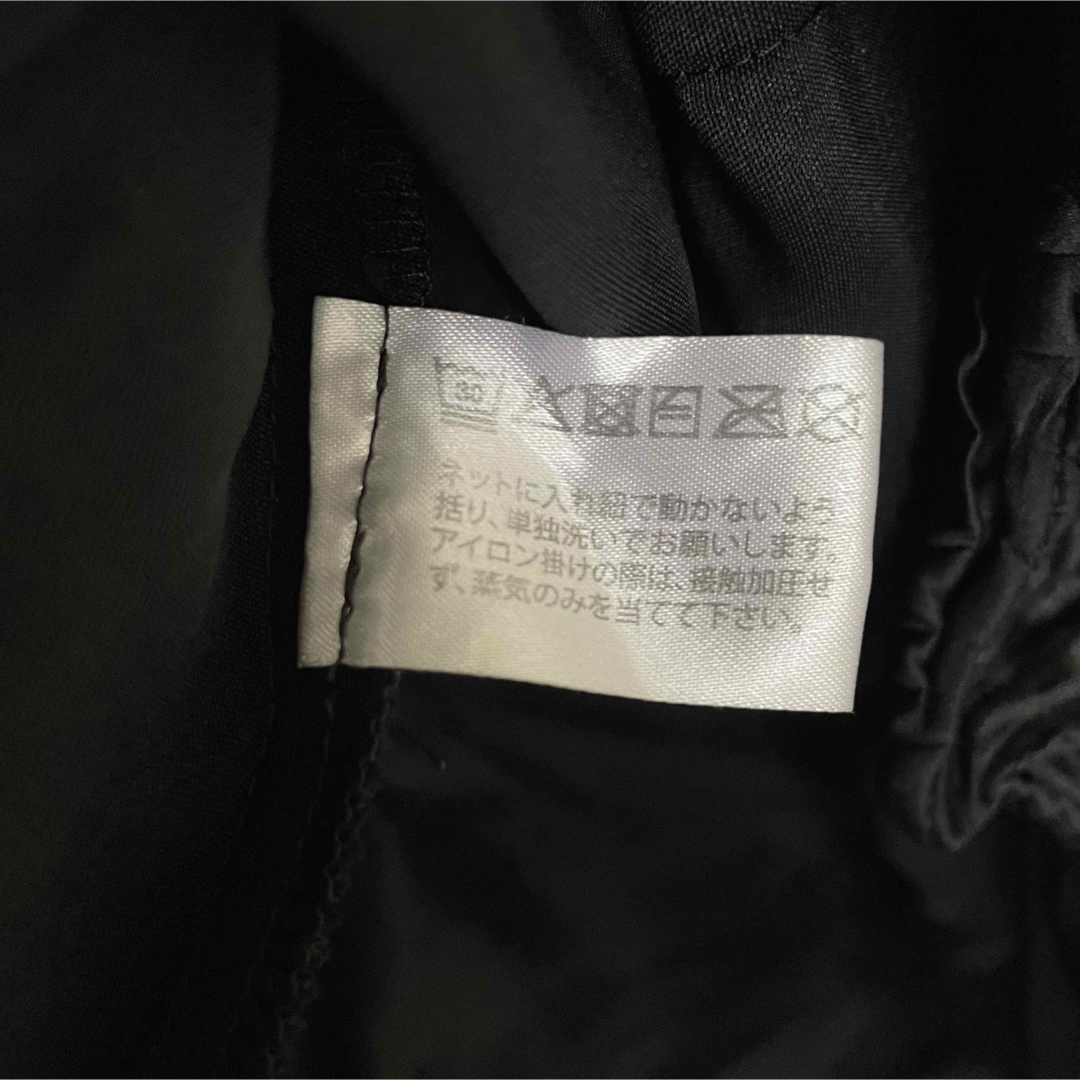 30
ネットに入れ紐で動かないよう
括り、単独洗いでお願いします。
アイロン掛けの際は、接触加圧せ
ず、蒸気のみを当てて下さい。